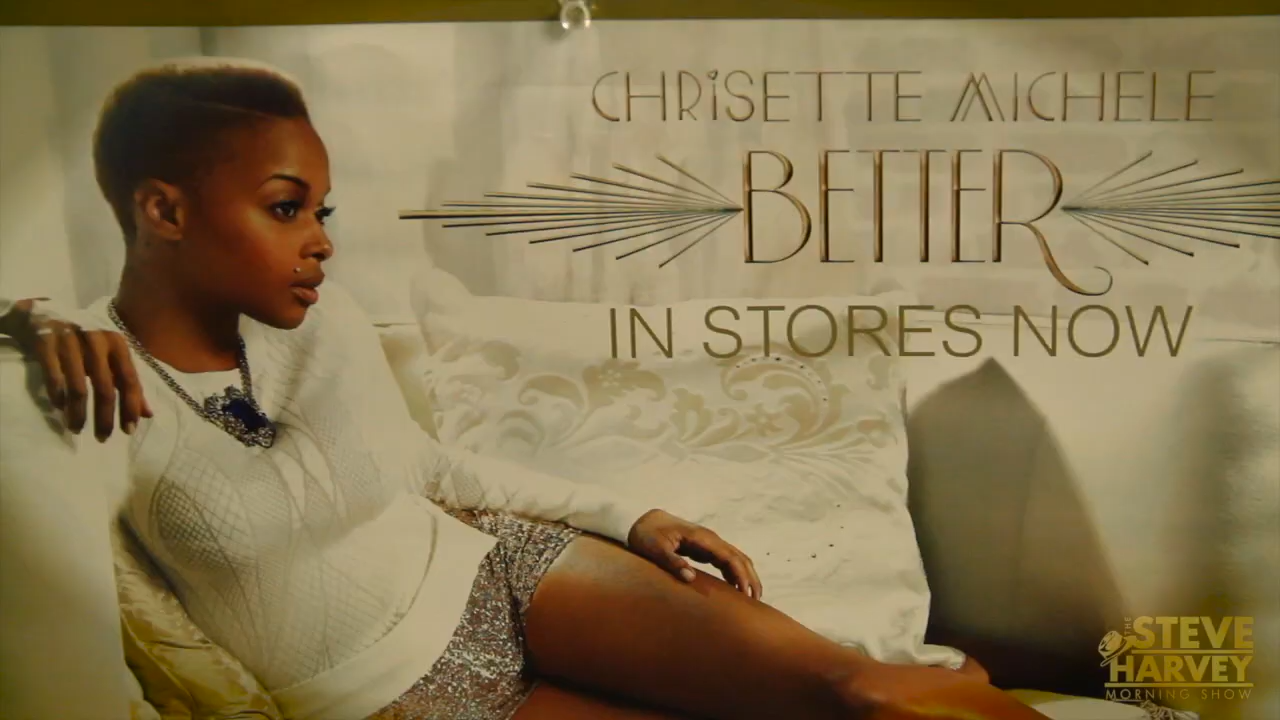 CHRiSETTE MICHELE
BETTER
IN STORES NOW
THE
STEVE
HARVEY
MORNING SHOW